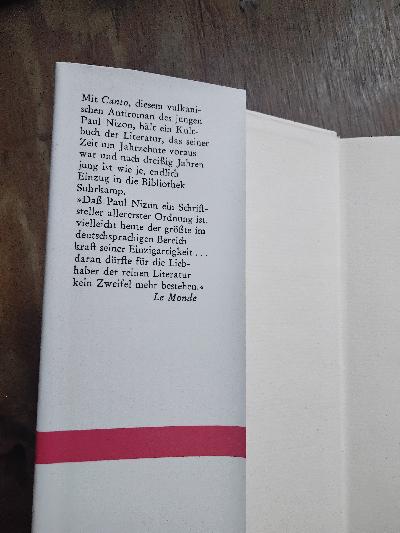 Mit Canto, diesem vulkani-
schen Antiroman des jungen
Paul Nizon, hält ein Kult-
buch der Literatur, das seiner
Zeit um Jahrzehnte voraus
war und nach dreißig Jahren
jung ist wie je, endlich
Einzug in die Bibliothek
Suhrkamp.
»Daß Paul Nizon ein Schrift-
steller allererster Ordnung ist,
vielleicht heute der größte im
deutschsprachigen Bereich
kraft seiner Einzigartigkeit . . .
daran dürfte für die Lieb-
haber der reinen Literatur
kein Zweifel mehr bestehen.«
Le Monde